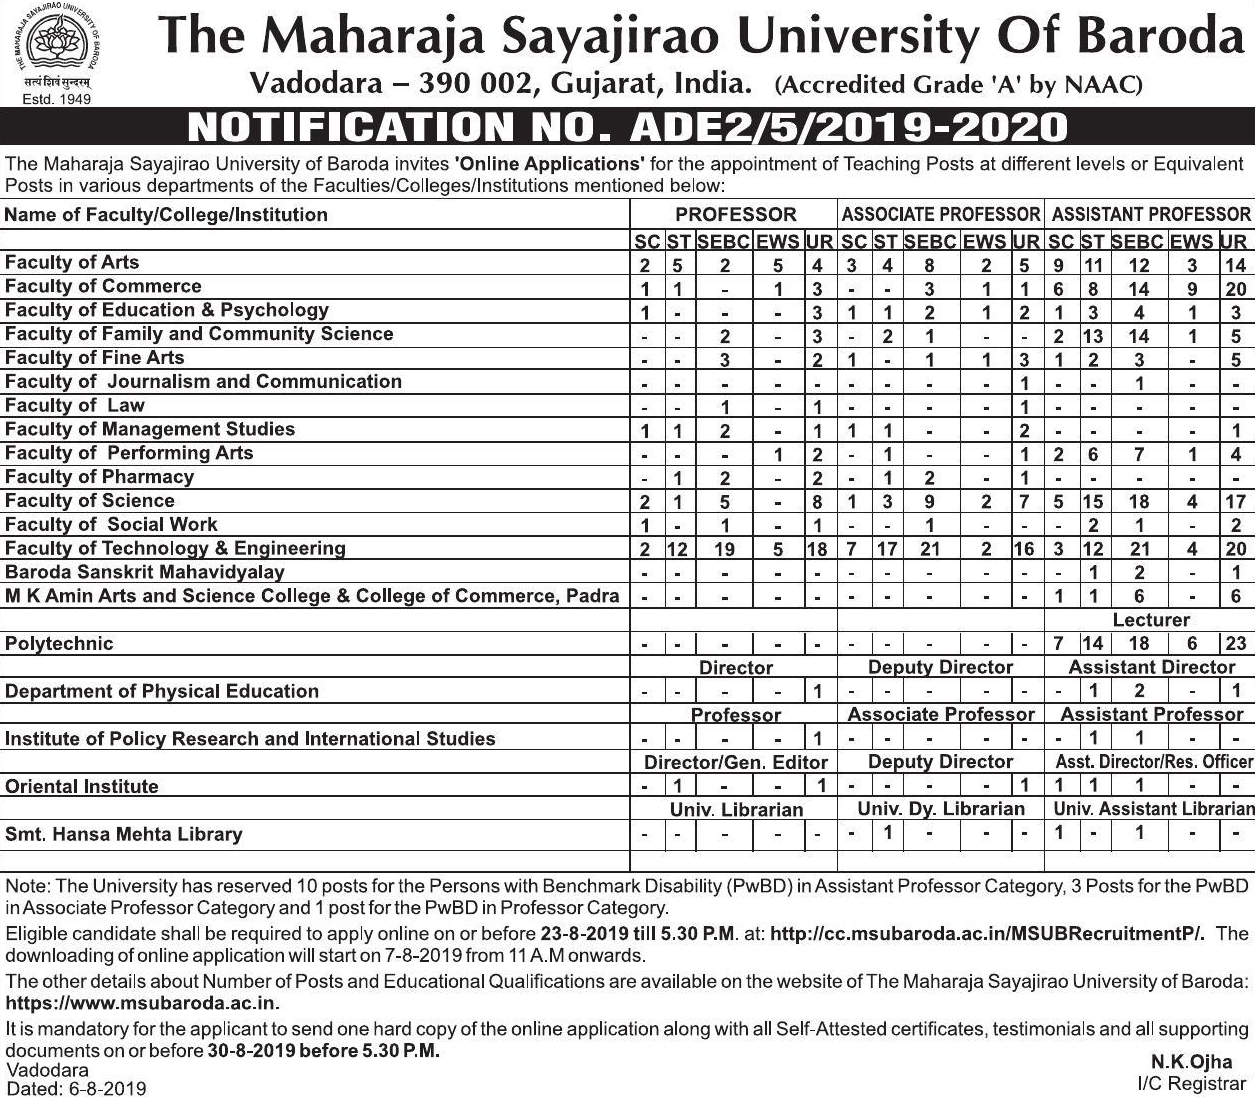 THE MAHARAJA SAYAJIRAO UNIVERSITY OF BARODA
सत्यं शिवं सुन्दरम्
Estd. 1949
The Maharaja Sayajirao University Of Baroda
Vadodara – 390 002, Gujarat, India. (Accredited Grade 'A' by NAAC)
NOTIFICATION NO. ADE2/5/2019-2020
The Maharaja Sayajirao University of Baroda invites 'Online Applications' for the appointment of Teaching Posts at different levels or Equivalent
Posts in various departments of the Faculties/Colleges/Institutions mentioned below:
Name of Faculty/College/Institution PROFESSOR ASSOCIATE PROFESSOR ASSISTANT PROFESSOR
SC ST SEBC EWS UR SC ST SEBC EWS UR SC ST SEBC EWS UR
Faculty of Arts 2 5 2 5 4 3 4 8 2 5 9 11 12 3 14
Faculty of Commerce 1 1 - 1 3 - - 3 1 1 6 8 14 9 20
Faculty of Education & Psychology 1 - - - 3 1 1 2 1 2 1 3 4 1 3
Faculty of Family and Community Science - - 2 - 3 - 2 1 - - 2 13 14 1 5
Faculty of Fine Arts - - 3 - 2 1 - 1 1 3 1 2 3 - 5
Faculty of Journalism and Communication - - - - - - - - - 1 - - 1 - -
Faculty of Law - - 1 - 1 - - - - 1 - - - - -
Faculty of Management Studies 1 1 2 - 1 1 1 - - 2 - - - - 1
Faculty of Performing Arts - - - 1 2 - 1 - - 1 2 6 7 1 4
Faculty of Pharmacy - 1 2 - 2 - 1 2 - 1 - - - - -
Faculty of Science 2 1 5 - 8 1 3 9 2 7 5 15 18 4 17
Faculty of Social Work 1 - 1 - 1 - - 1 - - - 2 1 - 2
Faculty of Technology & Engineering 2 12 19 5 18 7 17 21 2 16 3 12 21 4 20
Baroda Sanskrit Mahavidyalay - - - - - - - - - - - 1 2 - 1
M K Amin Arts and Science College & College of Commerce, Padra - - - - - - - - - - 1 1 6 - 6
Lecturer
Polytechnic - - - - - - - - - - 7 14 18 6 23
Director Deputy Director Assistant Director
Department of Physical Education - - - - 1 - - - - - - 1 2 - 1
Professor Associate Professor Assistant Professor
Institute of Policy Research and International Studies - - - - 1 - - - - - - 1 1 - -
Director/Gen. Editor Deputy Director Asst. Director/Res. Officer
Oriental Institute - 1 - - 1 - - - - 1 1 1 1 - -
Univ. Librarian Univ. Dy. Librarian Univ. Assistant Librarian
Smt. Hansa Mehta Library - - - - - - 1 - - - 1 - 1 - -
Note: The University has reserved 10 posts for the Persons with Benchmark Disability (PwBD) in Assistant Professor Category, 3 Posts for the PwBD
in Associate Professor Category and 1 post for the PwBD in Professor Category.
Eligible candidate shall be required to apply online on or before 23-8-2019 till 5.30 P.M. at: http://cc.msubaroda.ac.in/MSUBRecruitmentP/. The
downloading of online application will start on 7-8-2019 from 11 A.M onwards.
The other details about Number of Posts and Educational Qualifications are available on the website of The Maharaja Sayajirao University of Baroda:
https://www.msubaroda.ac.in.
It is mandatory for the applicant to send one hard copy of the online application along with all Self-Attested certificates, testimonials and all supporting
documents on or before 30-8-2019 before 5.30 P.M.
Vadodara
Dated: 6-8-2019
N.K.Ojha
I/C Registrar